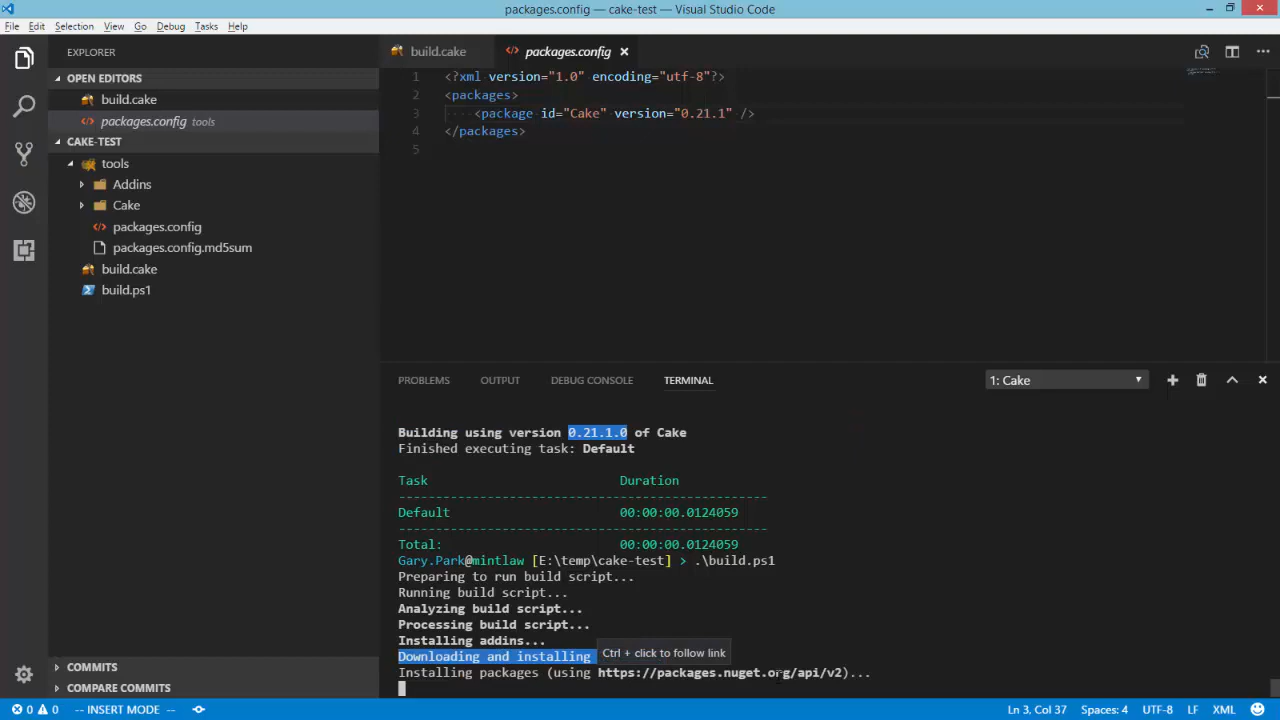 packages.config — cake-test — Visual Studio Code
File Edit Selection View Go Debug Tasks Help
EXPLORER
OPEN EDITORS
build.cake
packages.config tools
CAKE-TEST
tools
Addins
Cake
packages.config
packages.config.md5sum
build.cake
build.ps1
COMMITS
COMPARE COMMITS
build.cake packages.config
1 <?xml version="1.0" encoding="utf-8"?>
2 <packages>
3 <package id="Cake" version="0.21.1" />
4 </packages>
5
PROBLEMS OUTPUT DEBUG CONSOLE TERMINAL 1: Cake
Building using version 0.21.1.0 of Cake
Finished executing task: Default
Task Duration
--------------------------------------------------
Default 00:00:00.0124059
--------------------------------------------------
Total: 00:00:00.0124059
Gary.Park@mintlaw [E:\temp\cake-test] > .\build.ps1
Preparing to run build script...
Running build script...
Analyzing build script...
Processing build script...
Installing addins...
Downloading and installing
Ctrl + click to follow link
Installing packages (using https://packages.nuget.org/api/v2)...
0 0 -- INSERT MODE -- Ln 3, Col 37 Spaces: 4 UTF-8 LF XML